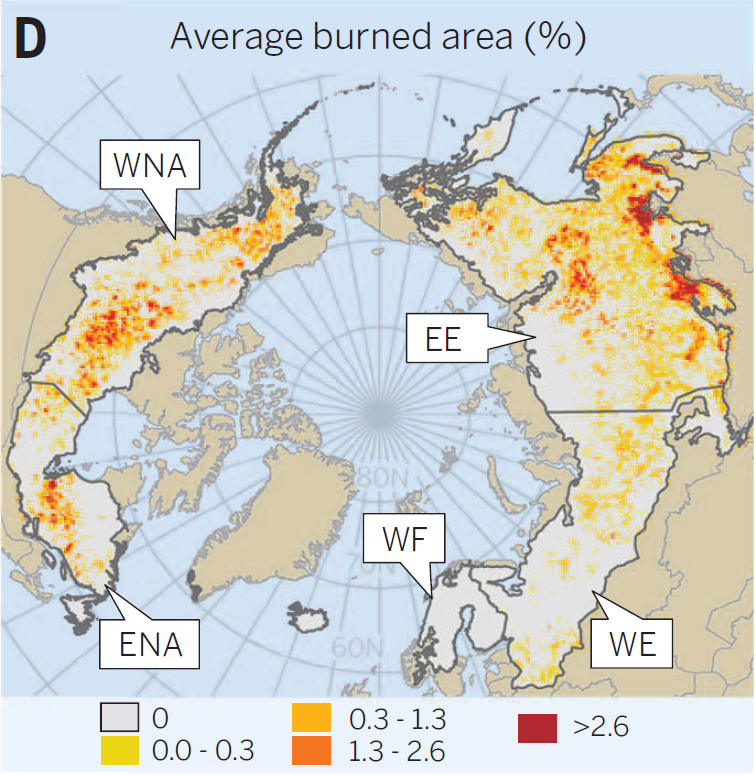 D
Average burned area (%)
WNA
EE
80N
WF
60N
ENA
WE
0
0.0 - 0.3
0.3 - 1.3
1.3 - 2.6
>2.6